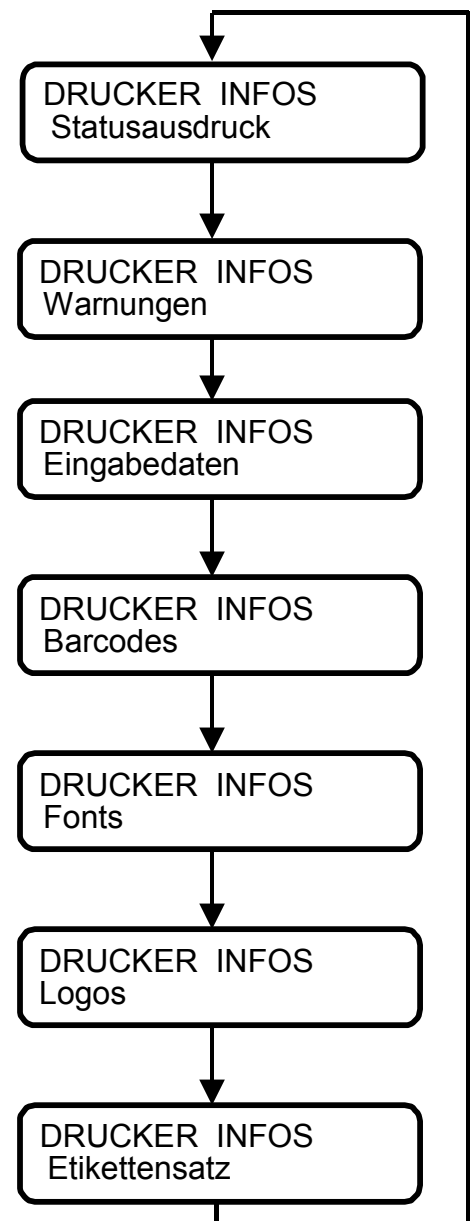 DRUCKER INFOS
Statusausdruck
DRUCKER INFOS
Warnungen
DRUCKER INFOS
Eingabedaten
DRUCKER INFOS
Barcodes
DRUCKER INFOS
Fonts
DRUCKER INFOS
Logos
DRUCKER INFOS
Etikettensatz